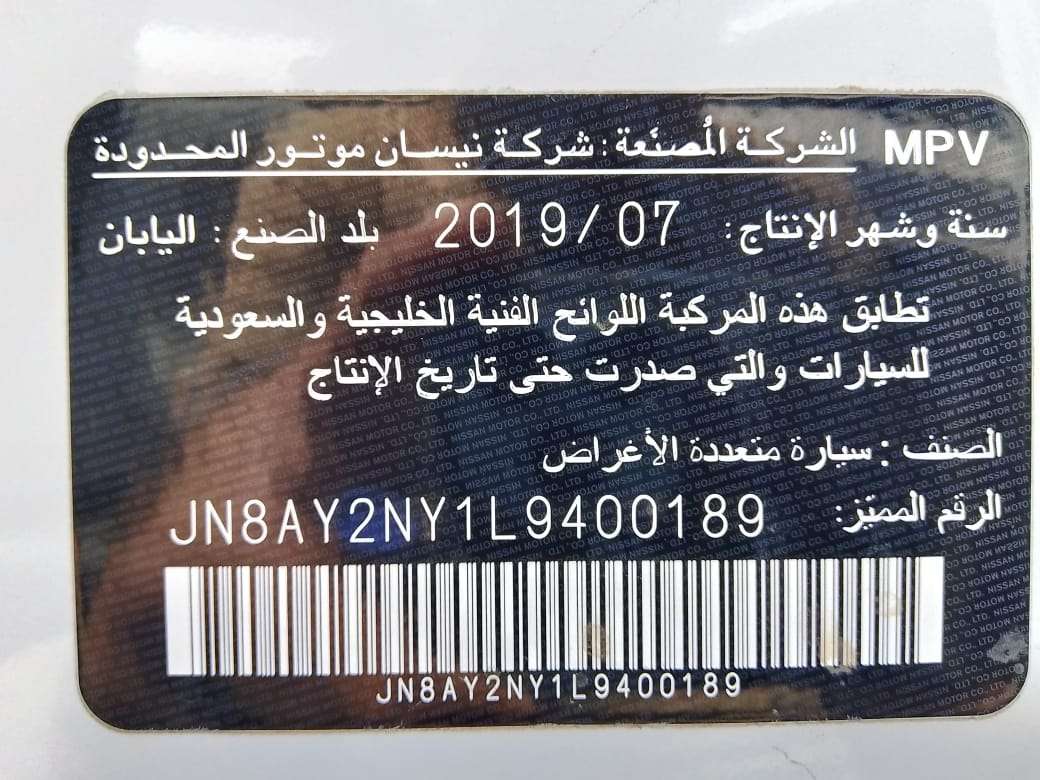 MPV الشركة المُصنَعة : شركة نيسان موتور المحدودة
سنة وشهر الإنتاج: 2019/07 بلد الصنع : اليابان
تطابق هذه المركبة اللوائح الفنية الخليجية والسعودية
للسيارات والتي صدرت حتى تاريخ الإنتاج
الصنف : سيارة متعددة الأغراض
الرقم المميّز: JN8AY2NY1L9400189
JN8AY2NY1L9400189